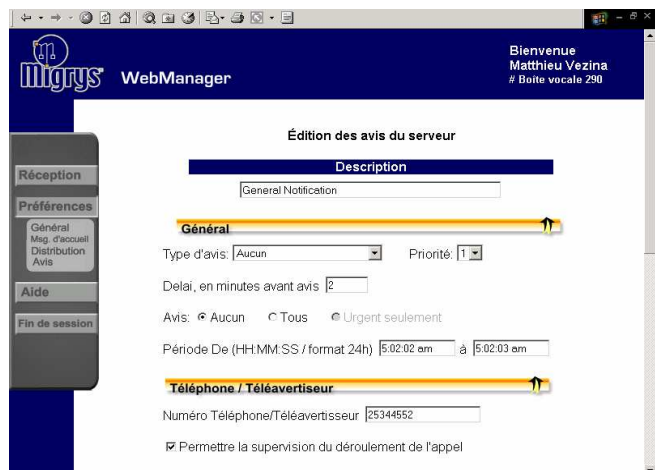 Migrys
WebManager
Bienvenue
Matthieu Vezina
# Boite vocale 290
Édition des avis du serveur
Description
General Notification
Réception
Préférences
Général
Msg. d'accueil
Distribution
Avis
Aide
Fin de session
Général
Type d'avis: Aucun Priorité: 1
Delai, en minutes avant avis 2
Avis: Aucun Tous Urgent seulement
Période De (HH:MM:SS / format 24h) 5:02:02 am à 5:02:03 am
Téléphone / Téléavertiseur
Numéro Téléphone/Téléavertisseur 25344552
Permettre la supervision du déroulement de l'appel